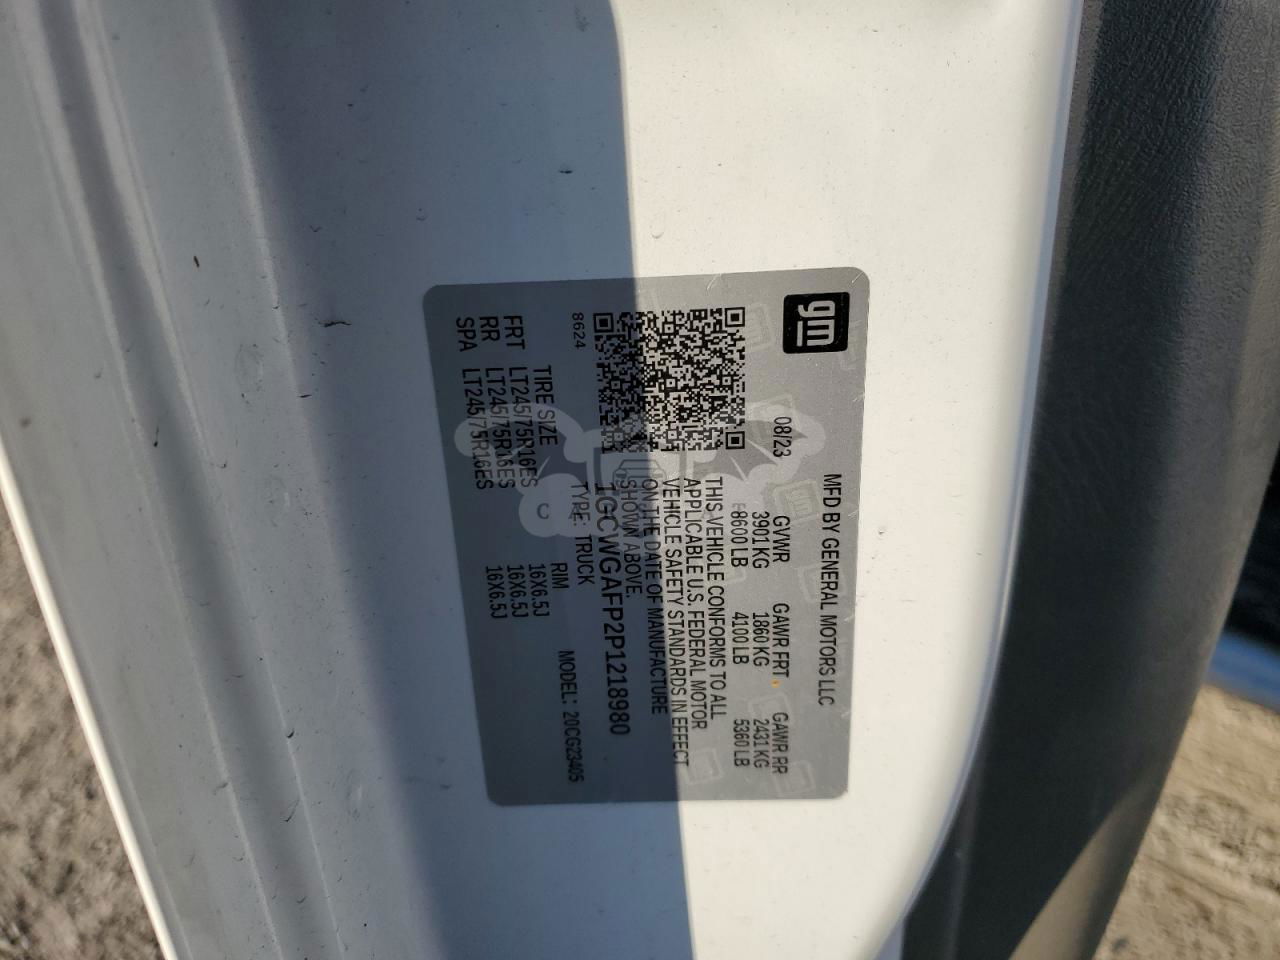 gm
MFD BY GENERAL MOTORS LLC
08/23 GVWR GAWR FRT GAWR RR
3901 KG 1860 KG 2431 KG
8600 LB 4100 LB 5360 LB
THIS VEHICLE CONFORMS TO ALL
APPLICABLE U.S. FEDERAL MOTOR
VEHICLE SAFETY STANDARDS IN EFFECT
ON THE DATE OF MANUFACTURE
SHOWN ABOVE.
1GCWGAFP2P1218980
8624 TYPE: TRUCK MODEL: 20CG23405
TIRE SIZE RIM
FRT LT245/75R16ES 16X6.5J
RR LT245/75R16ES 16X6.5J
SPA LT245/75R16ES 16X6.5J